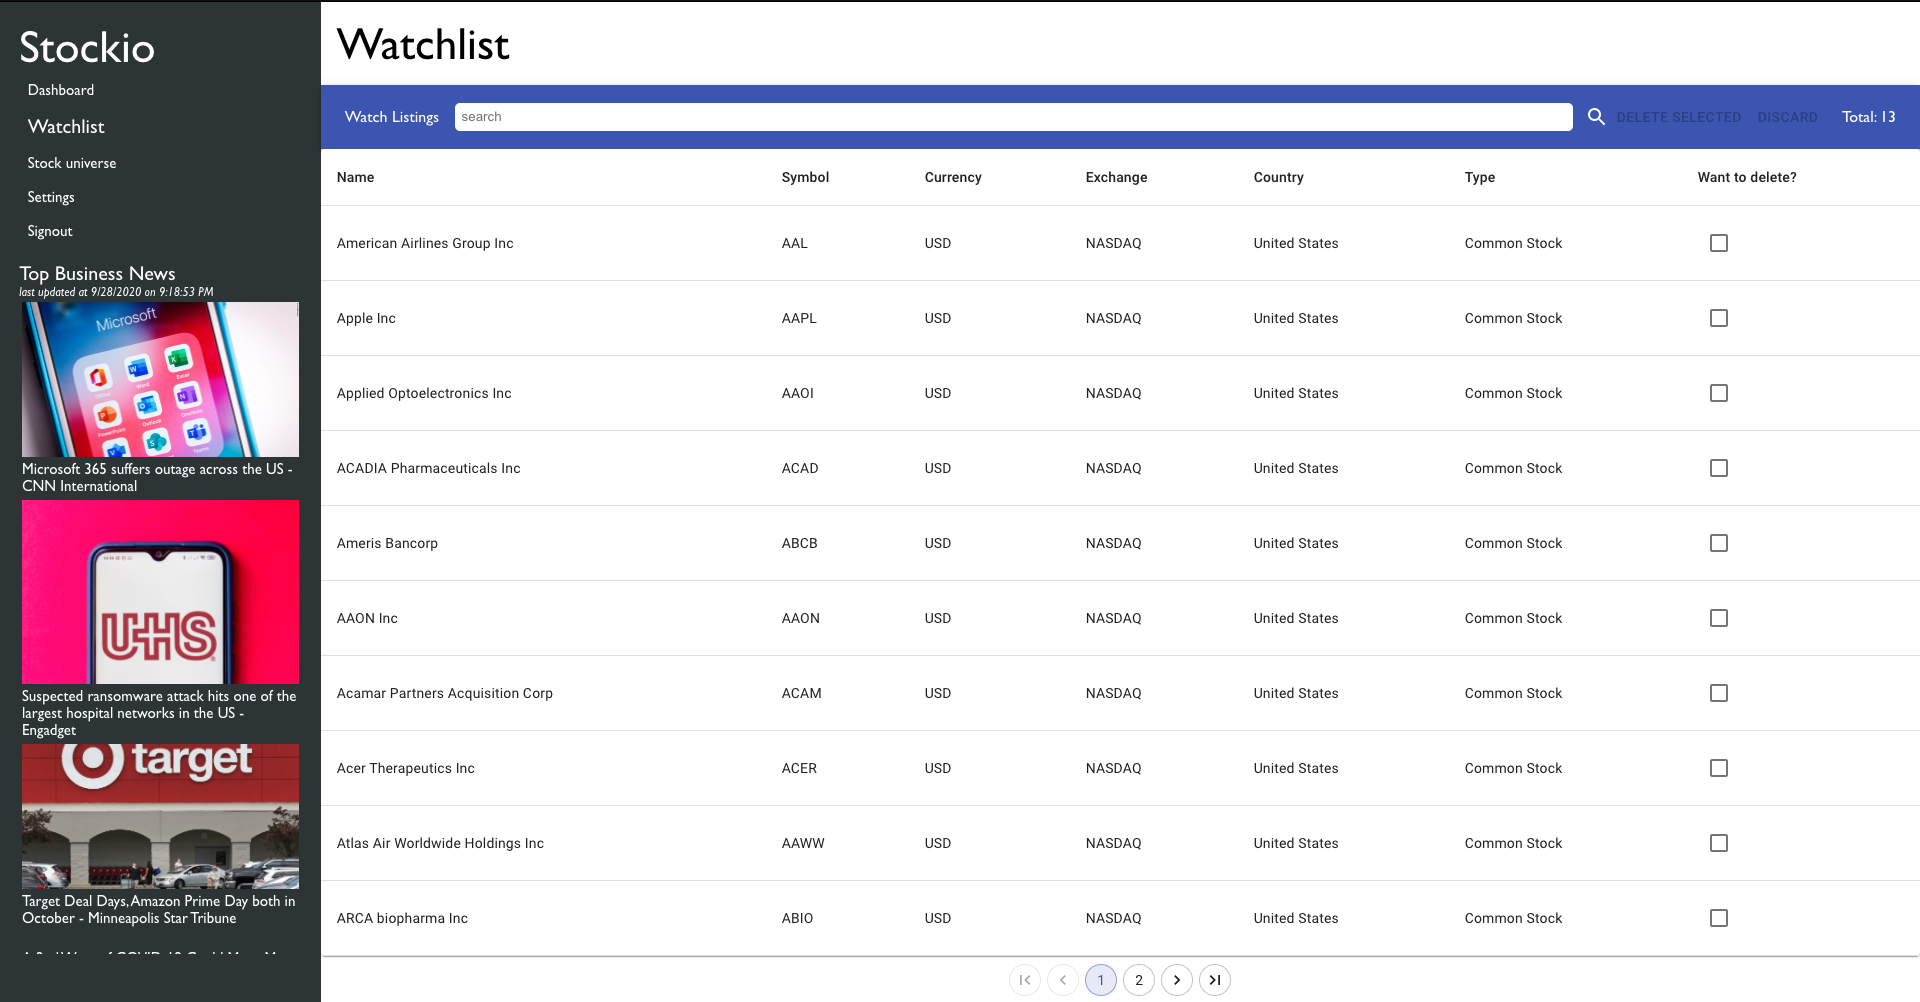 Stockio
Dashboard
Watchlist
Stock universe
Settings
Signout
Top Business News
last updated at 9/28/2020 on 9:18:53 PM
Microsoft
Office
Word
Excel
PowerPoint
Outlook
OneNote
Microsoft 365 suffers outage across the US -
CNN International
UHS
Suspected ransomware attack hits one of the
largest hospital networks in the US -
Engadget
target
Target Deal Days, Amazon Prime Day both in
October - Minneapolis Star Tribune
Watchlist
Watch Listings search DELETE SELECTED DISCARD Total: 13
Name Symbol Currency Exchange Country Type Want to delete?
American Airlines Group Inc AAL USD NASDAQ United States Common Stock
Apple Inc AAPL USD NASDAQ United States Common Stock
Applied Optoelectronics Inc AAOI USD NASDAQ United States Common Stock
ACADIA Pharmaceuticals Inc ACAD USD NASDAQ United States Common Stock
Ameris Bancorp ABCB USD NASDAQ United States Common Stock
AAON Inc AAON USD NASDAQ United States Common Stock
Acamar Partners Acquisition Corp ACAM USD NASDAQ United States Common Stock
Acer Therapeutics Inc ACER USD NASDAQ United States Common Stock
Atlas Air Worldwide Holdings Inc AAWW USD NASDAQ United States Common Stock
ARCA biopharma Inc ABIO USD NASDAQ United States Common Stock
1 2